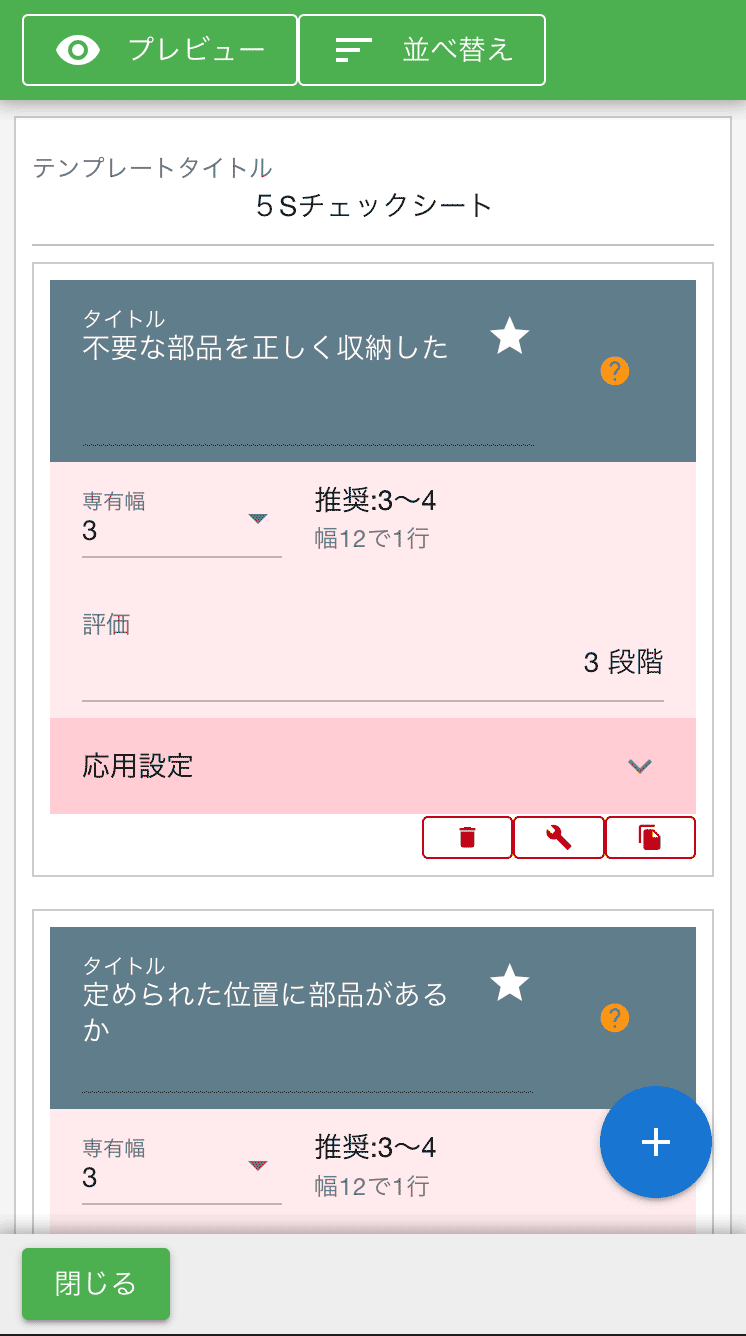 プレビュー
並べ替え
テンプレートタイトル
５Sチェックシート
タイトル
不要な部品を正しく収納した
?
専有幅
3
推奨:3〜4
幅12で1行
評価
3 段階
応用設定
タイトル
定められた位置に部品がある
か
?
専有幅
3
推奨:3〜4
幅12で1行
閉じる